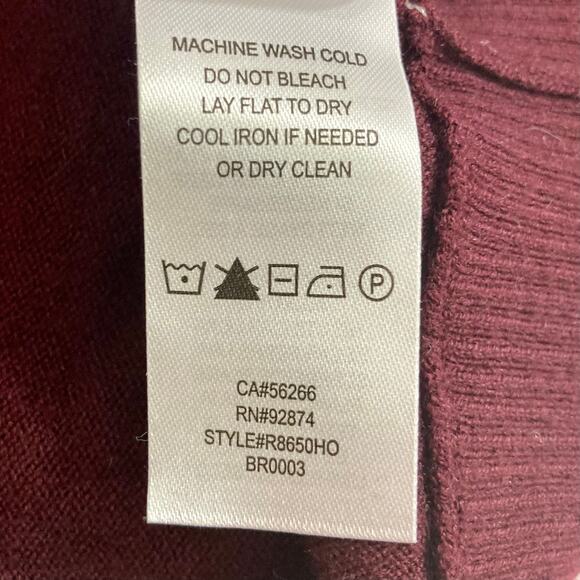 MACHINE WASH COLD
DO NOT BLEACH
LAY FLAT TO DRY
COOL IRON IF NEEDED
OR DRY CLEAN
P
CA#56266
RN#92874
STYLE#R8650HO
BR0003